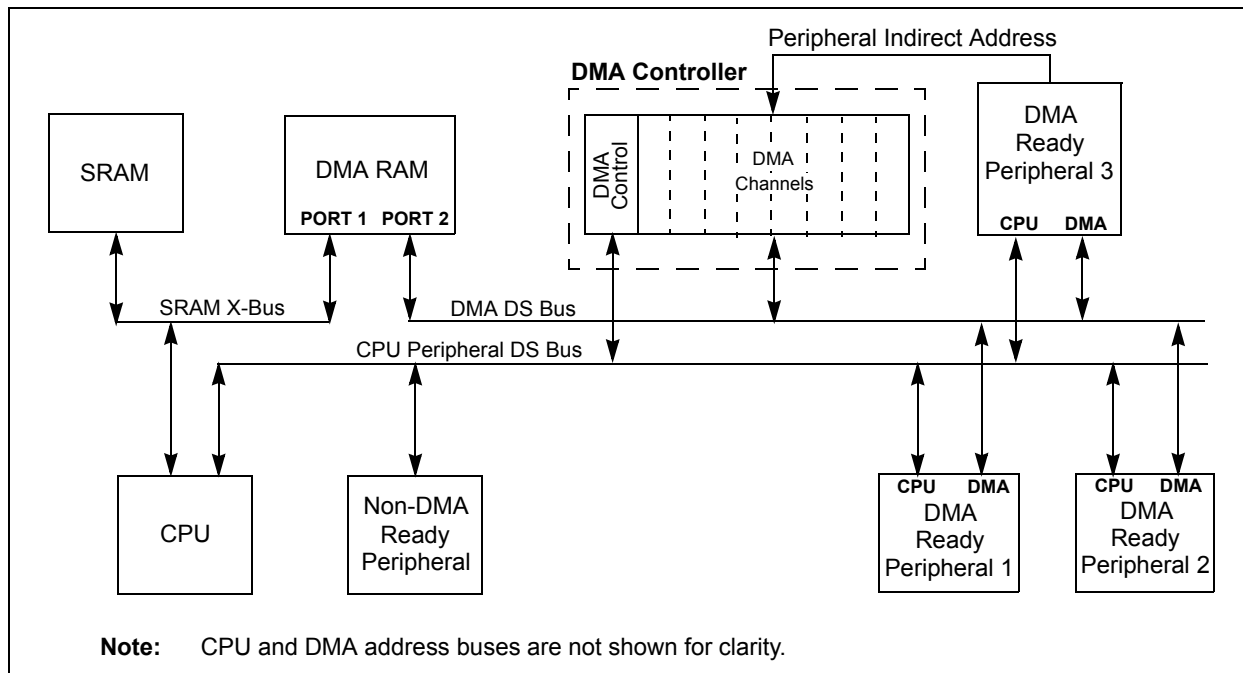 Peripheral Indirect Address
DMA Controller
SRAM
DMA RAM
PORT 1 PORT 2
DMA
Control
DMA
Channels
DMA
Ready
Peripheral 3
CPU DMA
SRAM X-Bus
DMA DS Bus
CPU Peripheral DS Bus
CPU
Non-DMA
Ready
Peripheral
CPU DMA
DMA
Ready
Peripheral 1
CPU DMA
DMA
Ready
Peripheral 2
Note: CPU and DMA address buses are not shown for clarity.